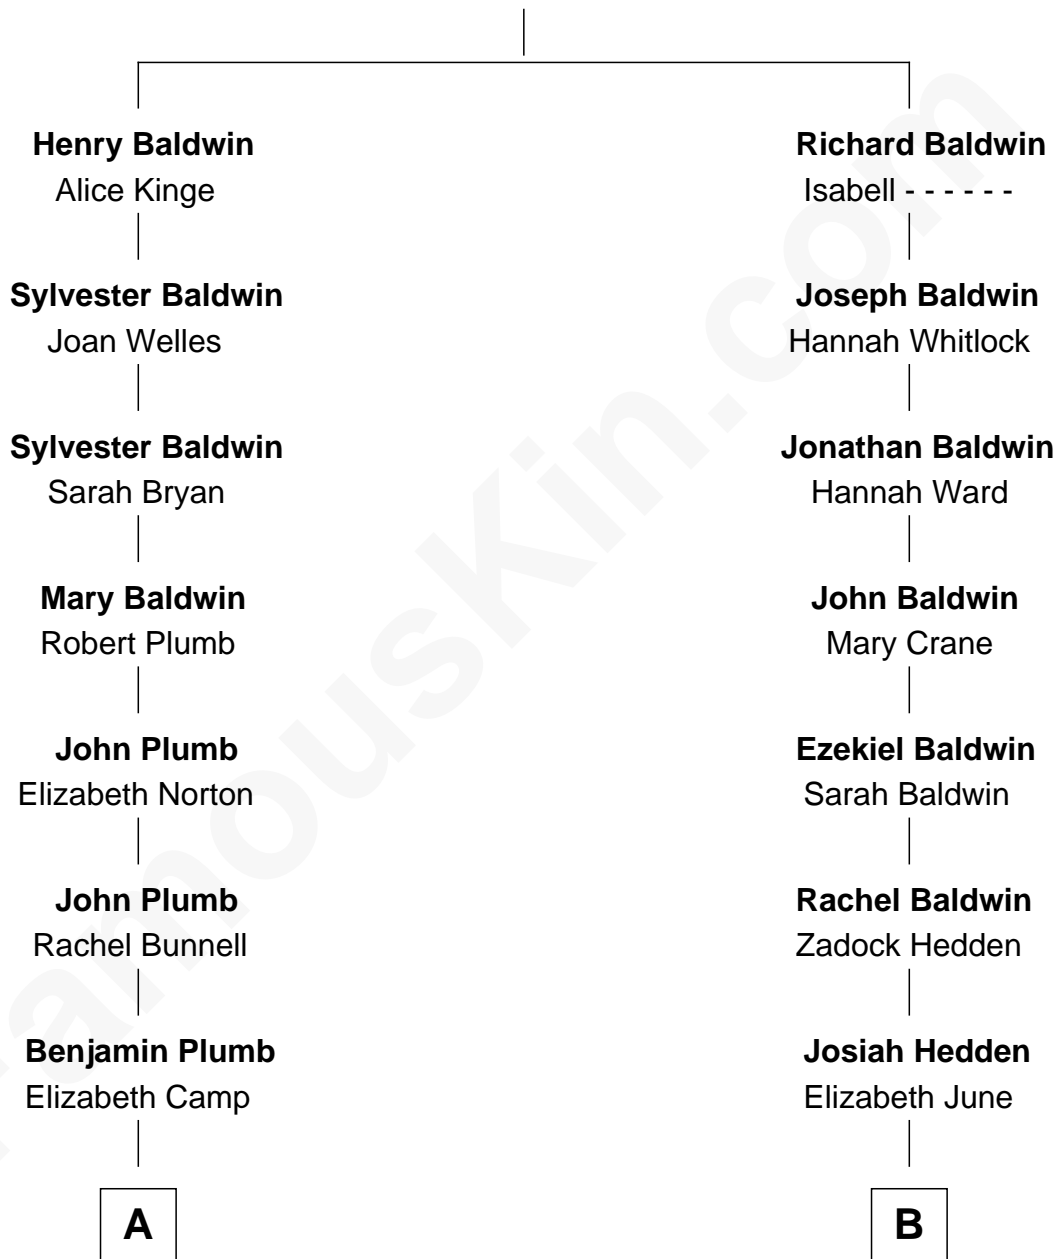 Henry Baldwin
Alice Kinge
Richard Baldwin
Isabell - - - - - -
Sylvester Baldwin
Joan Welles
Joseph Baldwin
Hannah Whitlock
Sylvester Baldwin
Sarah Bryan
Jonathan Baldwin
Hannah Ward
Mary Baldwin
Robert Plumb
John Baldwin
Mary Crane
John Plumb
Elizabeth Norton
Ezekiel Baldwin
Sarah Baldwin
John Plumb
Rachel Bunnell
Rachel Baldwin
Zadock Hedden
Benjamin Plumb
Elizabeth Camp
Josiah Hedden
Elizabeth June
A
B
FamousKin.com